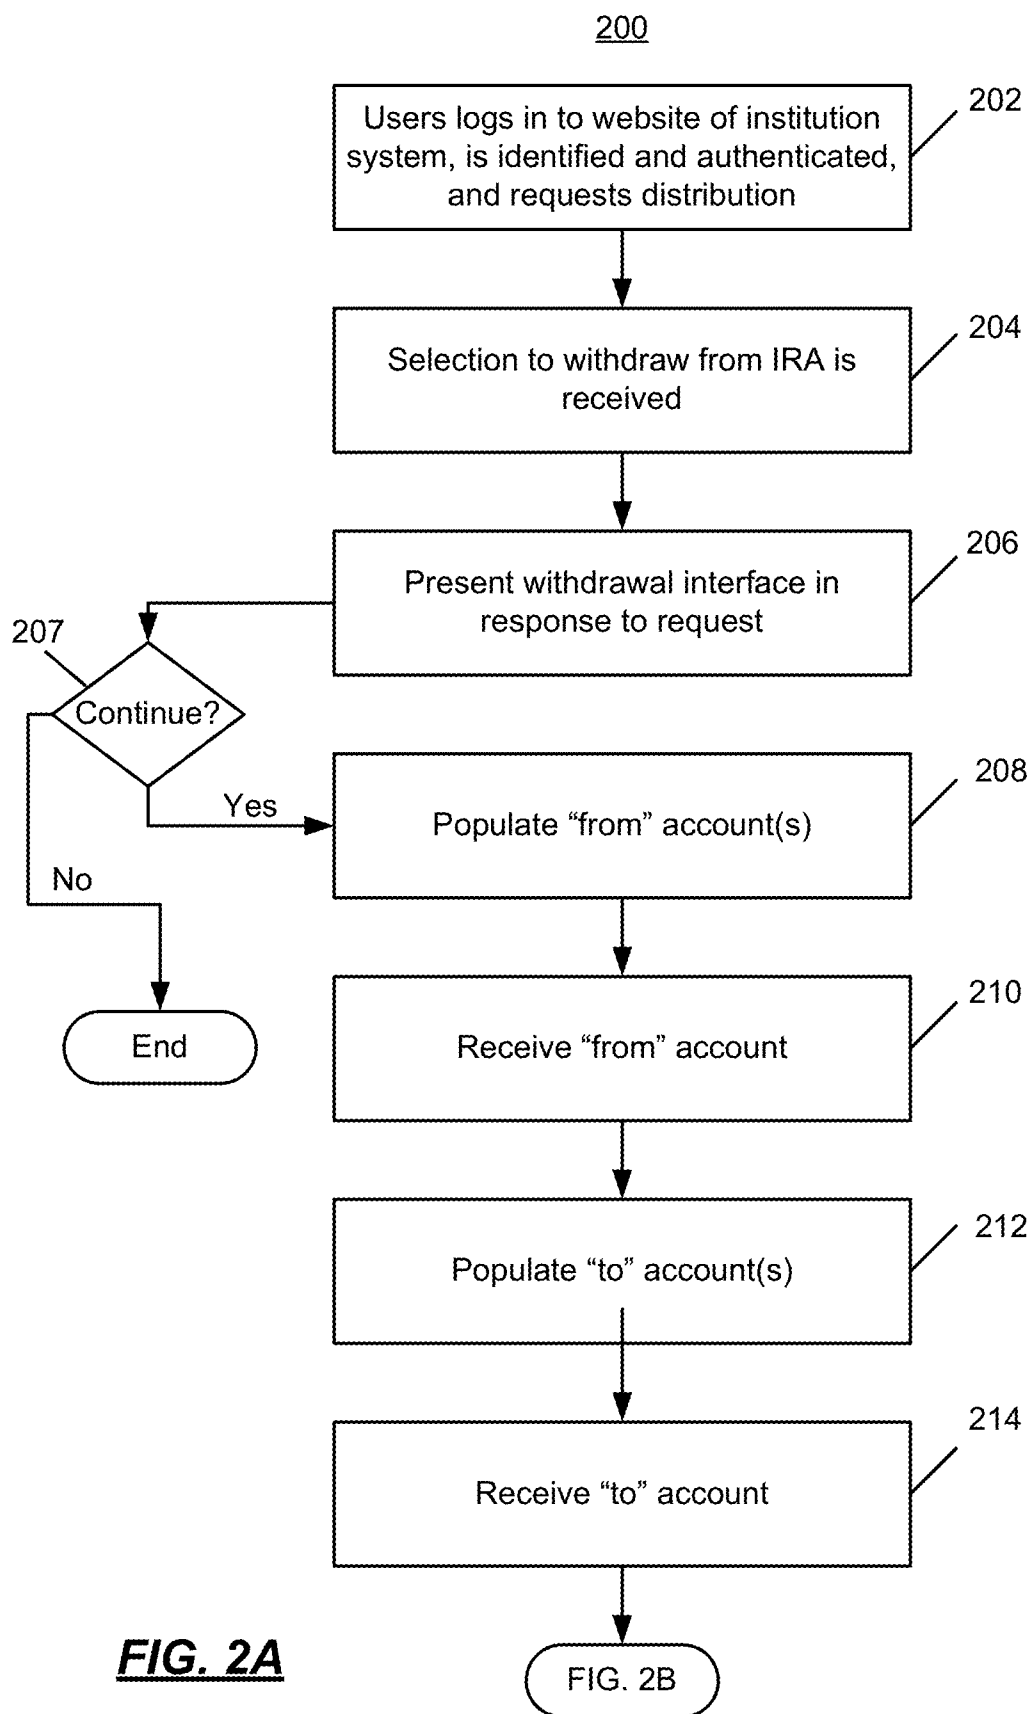 200
202
Users logs in to website of institution
system, is identified and authenticated,
and requests distribution
204
Selection to withdraw from IRA is
received
206
Present withdrawal interface in
response to request
207
Continue?
208
Yes
Populate “from” account(s)
No
210
End
Receive “from” account
212
Populate “to” account(s)
214
Receive “to” account
FIG. 2A
FIG. 2B